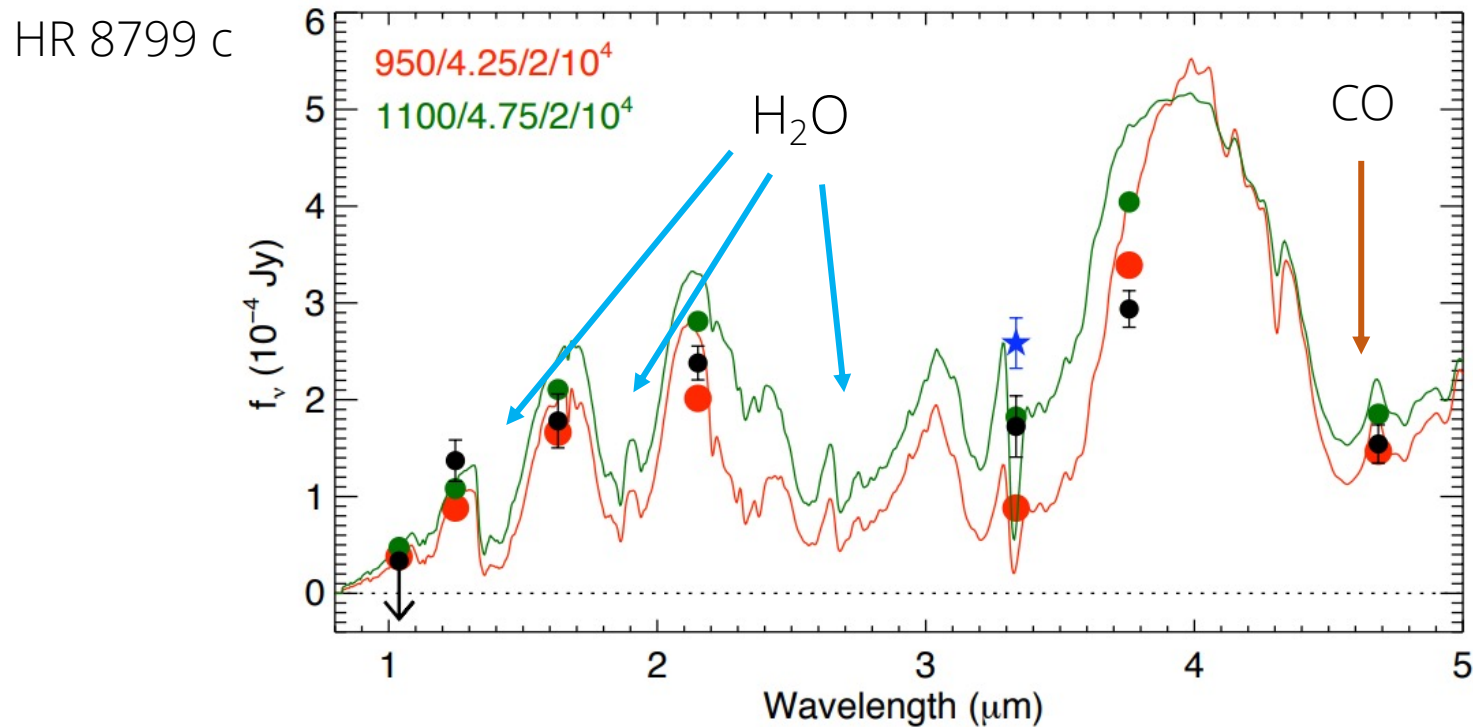 HR 8799 c
950/4.25/2/10⁴
1100/4.75/2/10⁴
H₂O
CO
6
5
4
3
2
1
0
fᵥ (10⁻⁴ Jy)
1 2 3 4 5
Wavelength (μm)